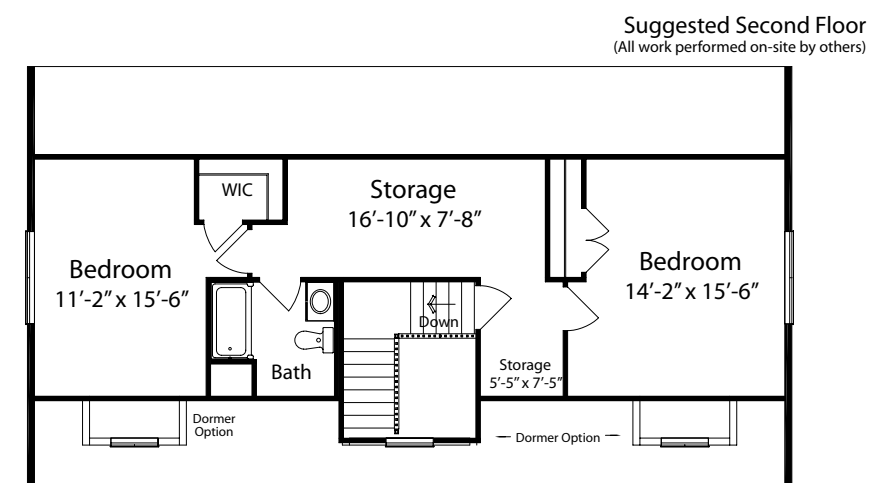 Suggested Second Floor
(All work performed on-site by others)
WIC
Storage
16’-10” x 7’-8”
Bedroom
11’-2” x 15’-6”
Bedroom
14’-2” x 15’-6”
Down
Bath
Storage
5’-5” x 7’-5”
Dormer
Option
Dormer Option